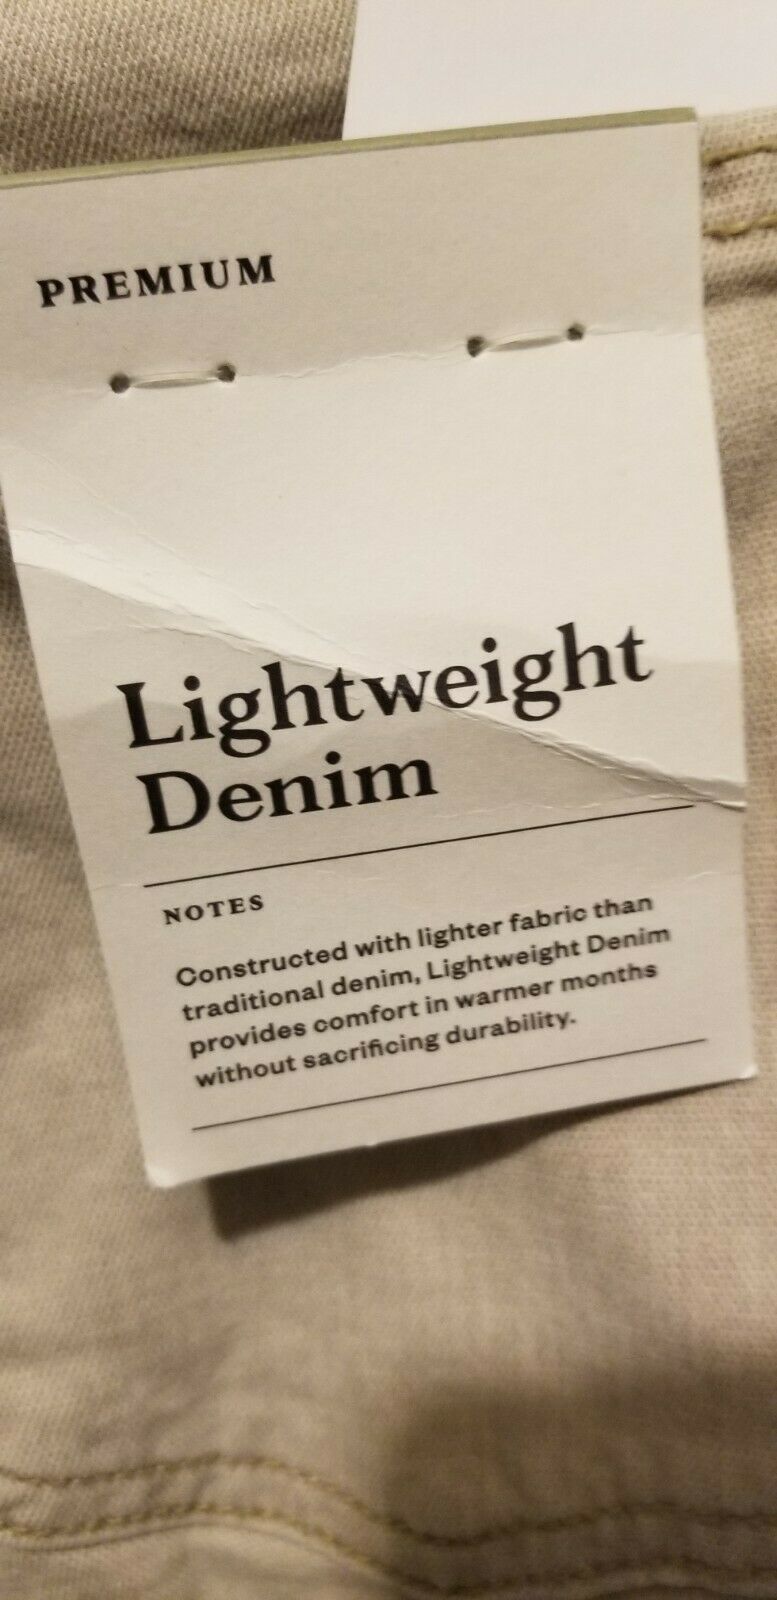 PREMIUM
Lightweight
Denim
NOTES
Constructed with lighter fabric than
traditional denim, Lightweight Denim
provides comfort in warmer months
without sacrificing durability.